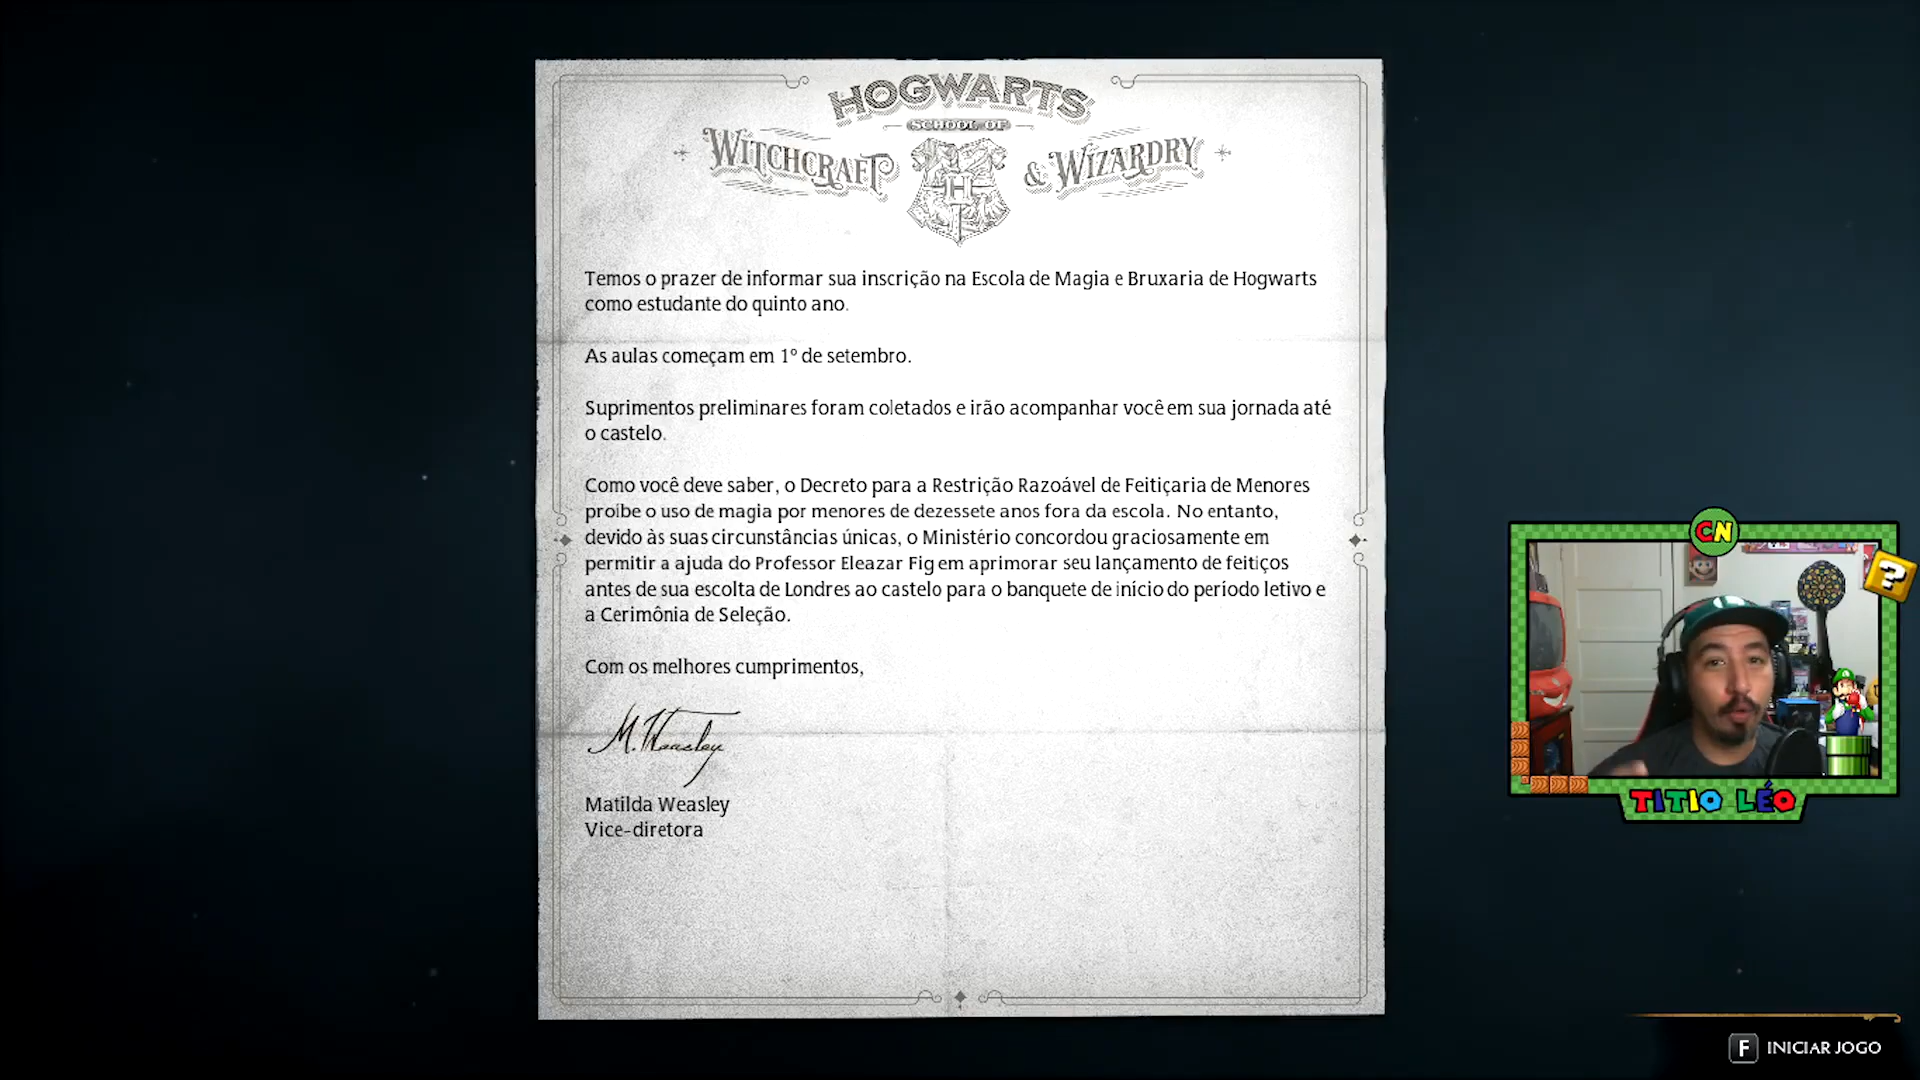 HOGWARTS
SCHOOL OF
WITCHCRAFT & WIZARDRY
H
Temos o prazer de informar sua inscrição na Escola de Magia e Bruxaria de Hogwarts
como estudante do quinto ano.
As aulas começam em 1º de setembro.
Suprimentos preliminares foram coletados e irão acompanhar você em sua jornada até
o castelo.
Como você deve saber, o Decreto para a Restrição Razoável de Feitiçaria de Menores
proíbe o uso de magia por menores de dezessete anos fora da escola. No entanto,
devido às suas circunstâncias únicas, o Ministério concordou graciosamente em
permitir a ajuda do Professor Eleazar Fig em aprimorar seu lançamento de feitiços
antes de sua escolta de Londres ao castelo para o banquete de início do período letivo e
a Cerimônia de Seleção.
Com os melhores cumprimentos,
M. Weasley
Matilda Weasley
Vice-diretora
CN
?
TITIO LÉO
F INICIAR JOGO